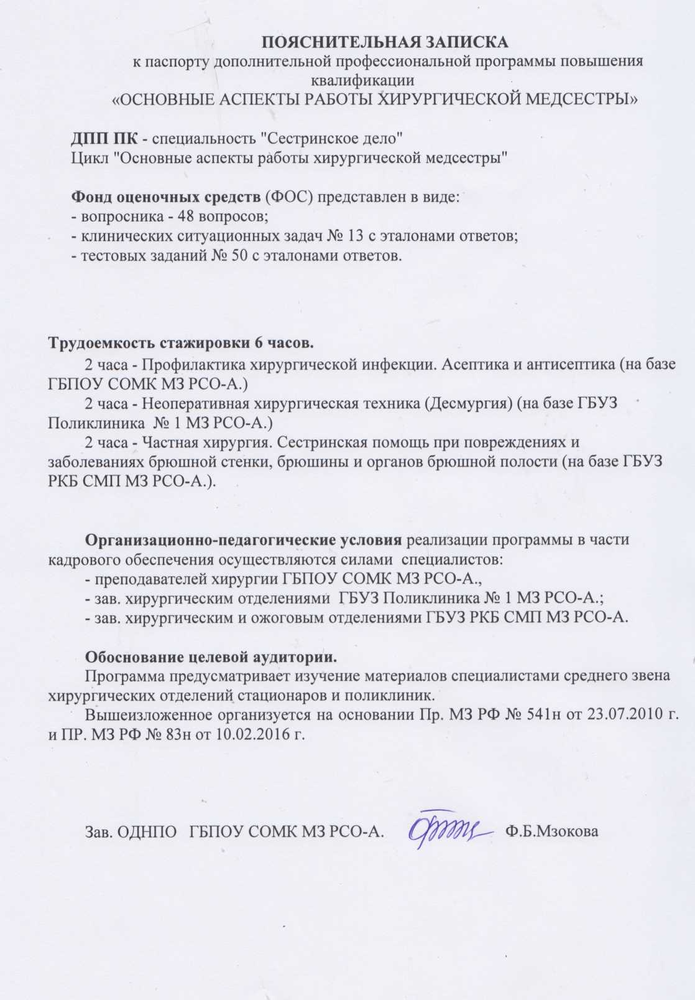 ПОЯСНИТЕЛЬНАЯ ЗАПИСКА
к паспорту дополнительной профессиональной программы повышения
квалификации
«ОСНОВНЫЕ АСПЕКТЫ РАБОТЫ ХИРУРГИЧЕСКОЙ МЕДСЕСТРЫ»
ДПП ПК - специальность "Сестринское дело"
Цикл "Основные аспекты работы хирургической медсестры"
Фонд оценочных средств (ФОС) представлен в виде:
- вопросника - 48 вопросов;
- клинических ситуационных задач № 13 с эталонами ответов;
- тестовых заданий № 50 с эталонами ответов.
Трудоемкость стажировки 6 часов.
2 часа - Профилактика хирургической инфекции. Асептика и антисептика (на базе
ГБПОУ СОМК МЗ РСО-А.)
2 часа - Неоперативная хирургическая техника (Десмургия) (на базе ГБУЗ
Поликлиника № 1 МЗ РСО-А.)
2 часа - Частная хирургия. Сестринская помощь при повреждениях и
заболеваниях брюшной стенки, брюшины и органов брюшной полости (на базе ГБУЗ
РКБ СМП МЗ РСО-А.).
Организационно-педагогические условия реализации программы в части
кадрового обеспечения осуществляются силами специалистов:
- преподавателей хирургии ГБПОУ СОМК МЗ РСО-А.,
- зав. хирургическим отделениями ГБУЗ Поликлиника № 1 МЗ РСО-А.;
- зав. хирургическим и ожоговым отделениями ГБУЗ РКБ СМП МЗ РСО-А.
Обоснование целевой аудитории.
Программа предусматривает изучение материалов специалистами среднего звена
хирургических отделений стационаров и поликлиник.
Вышеизложенное организуется на основании Пр. МЗ РФ № 541н от 23.07.2010 г.
и ПР. МЗ РФ № 83н от 10.02.2016 г.
Зав. ОДНПО ГБПОУ СОМК МЗ РСО-А. Ф.Б.Мзокова